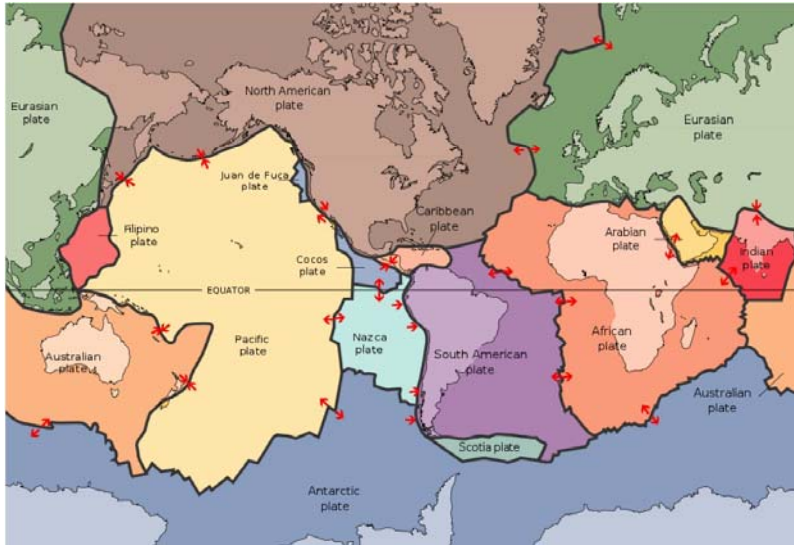 North American
plate
Eurasian
plate
Eurasian
plate
Juan de Fuca
plate
Caribbean
plate
Filipino
plate
Arabian
plate
Indian
plate
Cocos
plate
EQUATOR
Australian
plate
Pacific
plate
Nazca
plate
South American
plate
African
plate
Australian
plate
Scotia plate
Antarctic
plate